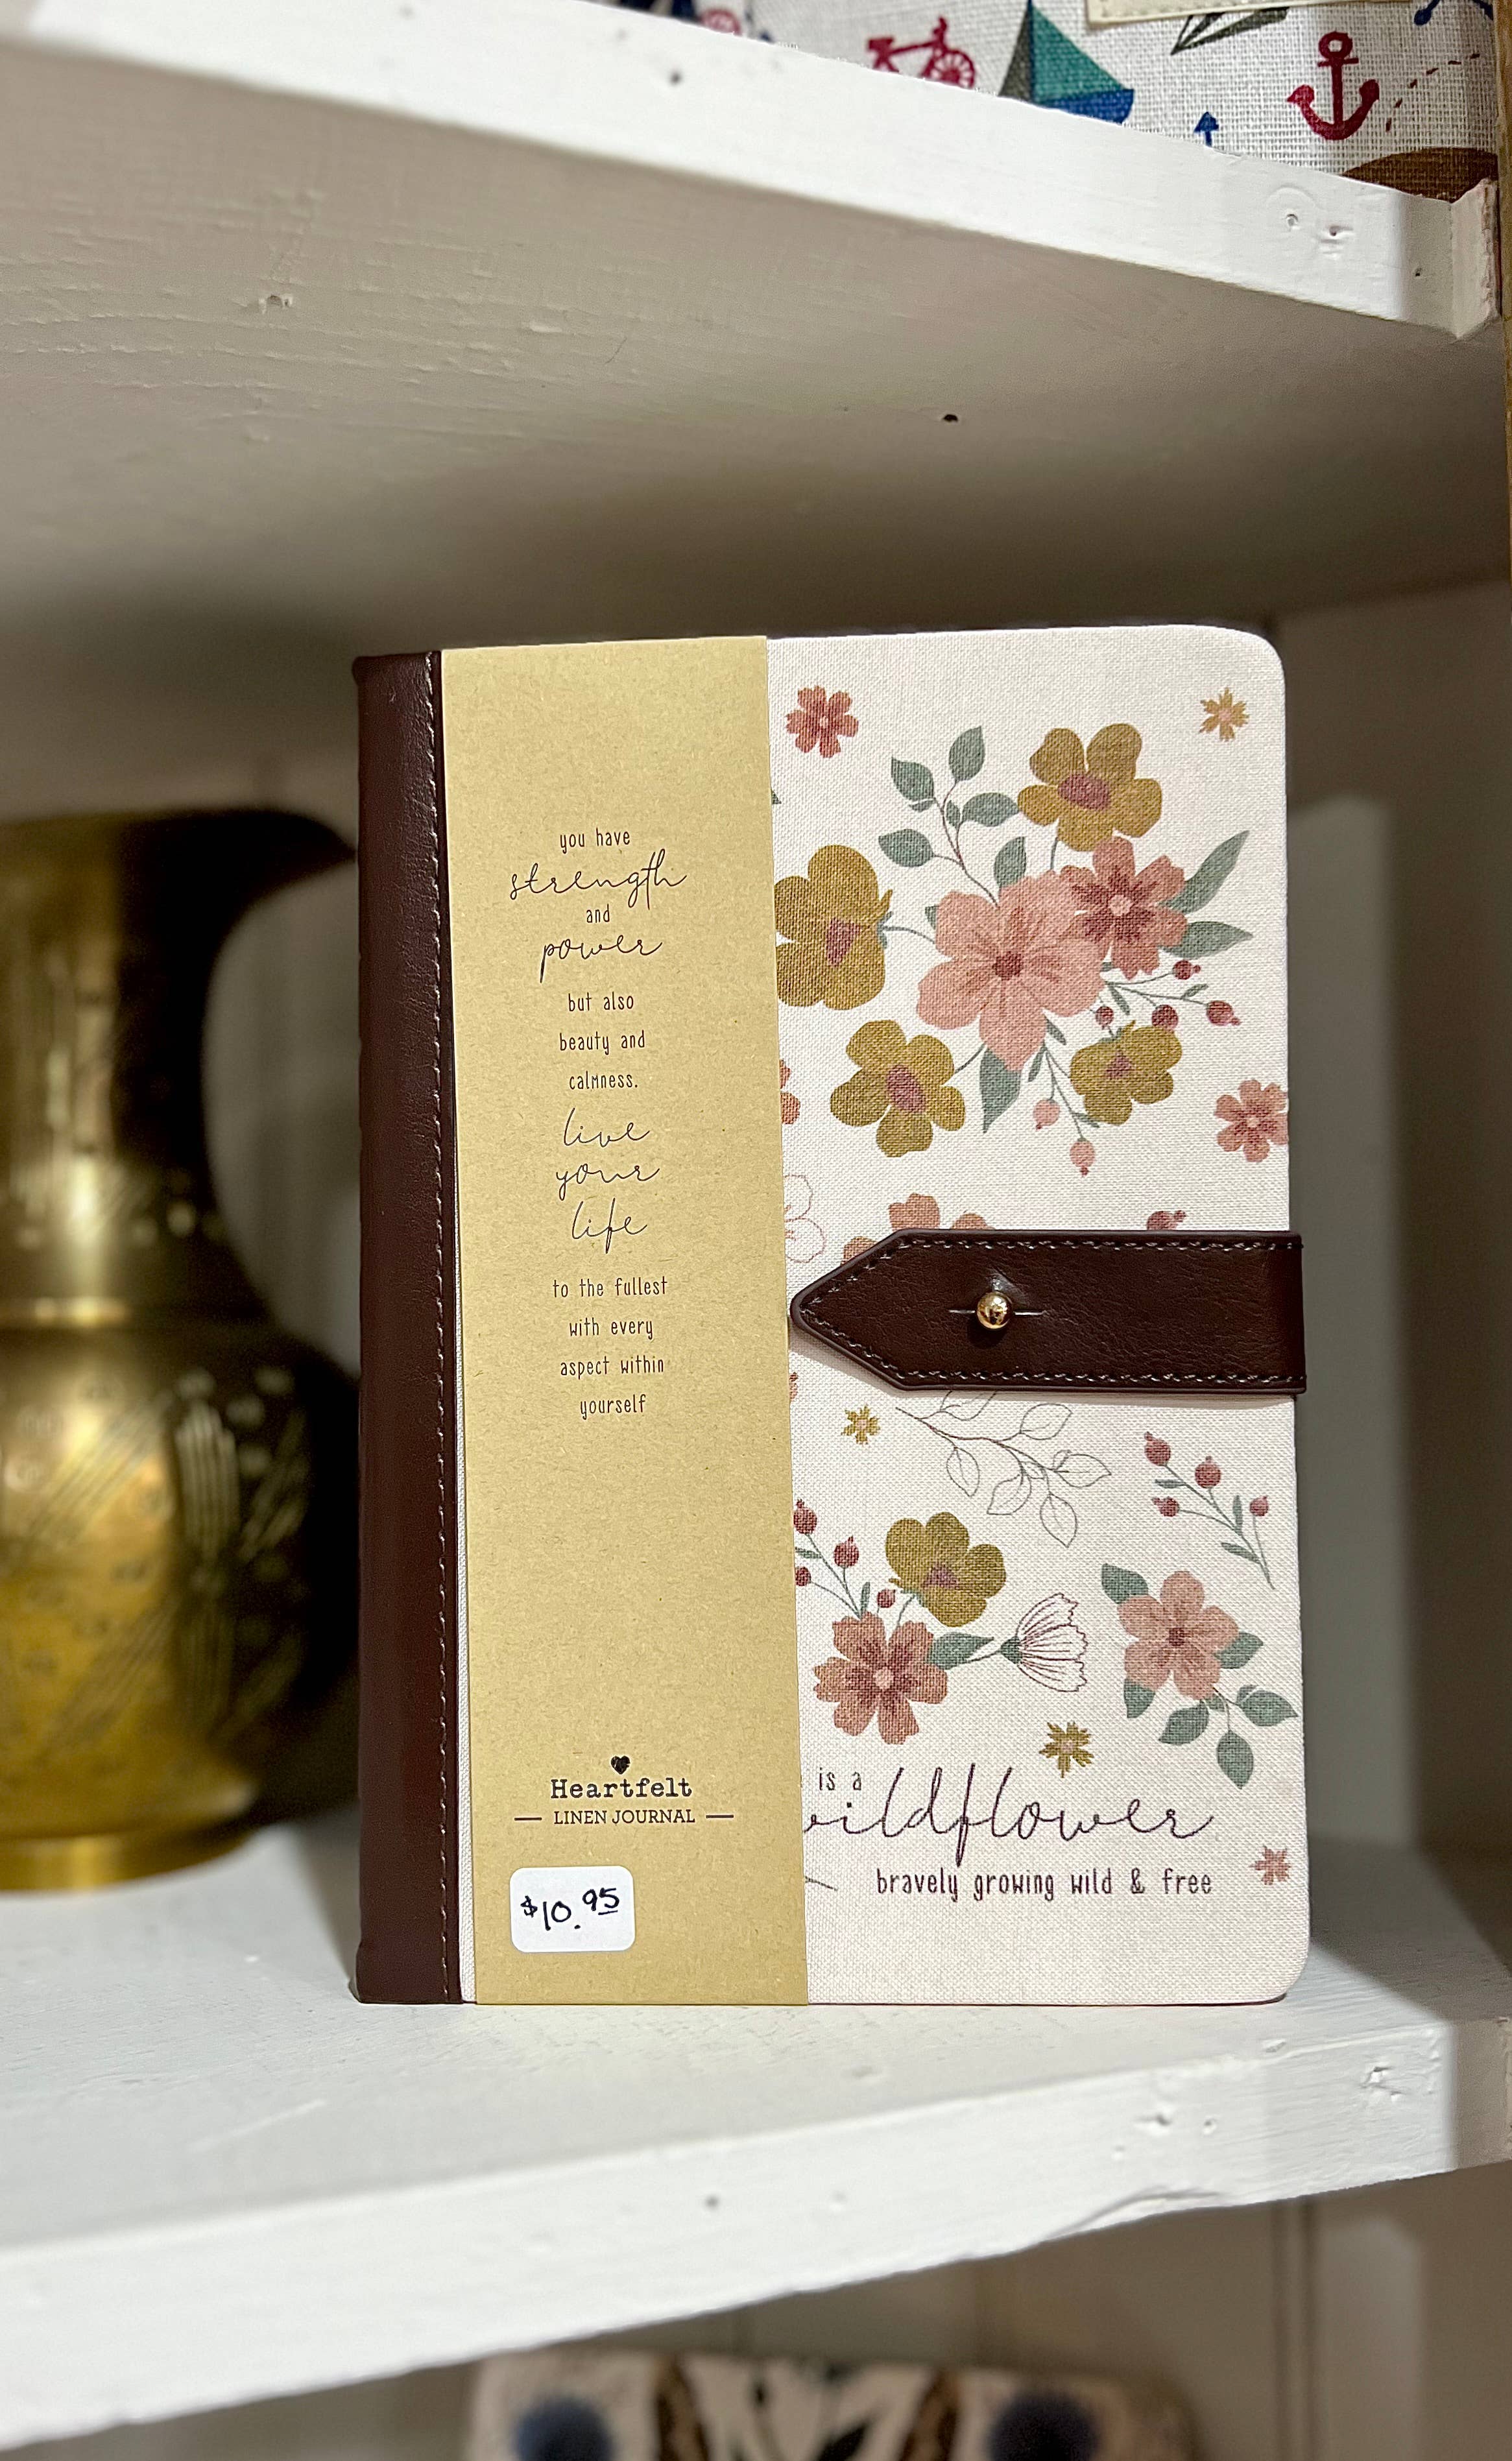 you have
strength
and
power
but also
beauty and
calmness.
live
your
life
to the fullest
with every
aspect within
yourself
Heartfelt
LINEN JOURNAL
$10.95
is a
wildflower
bravely growing wild & free